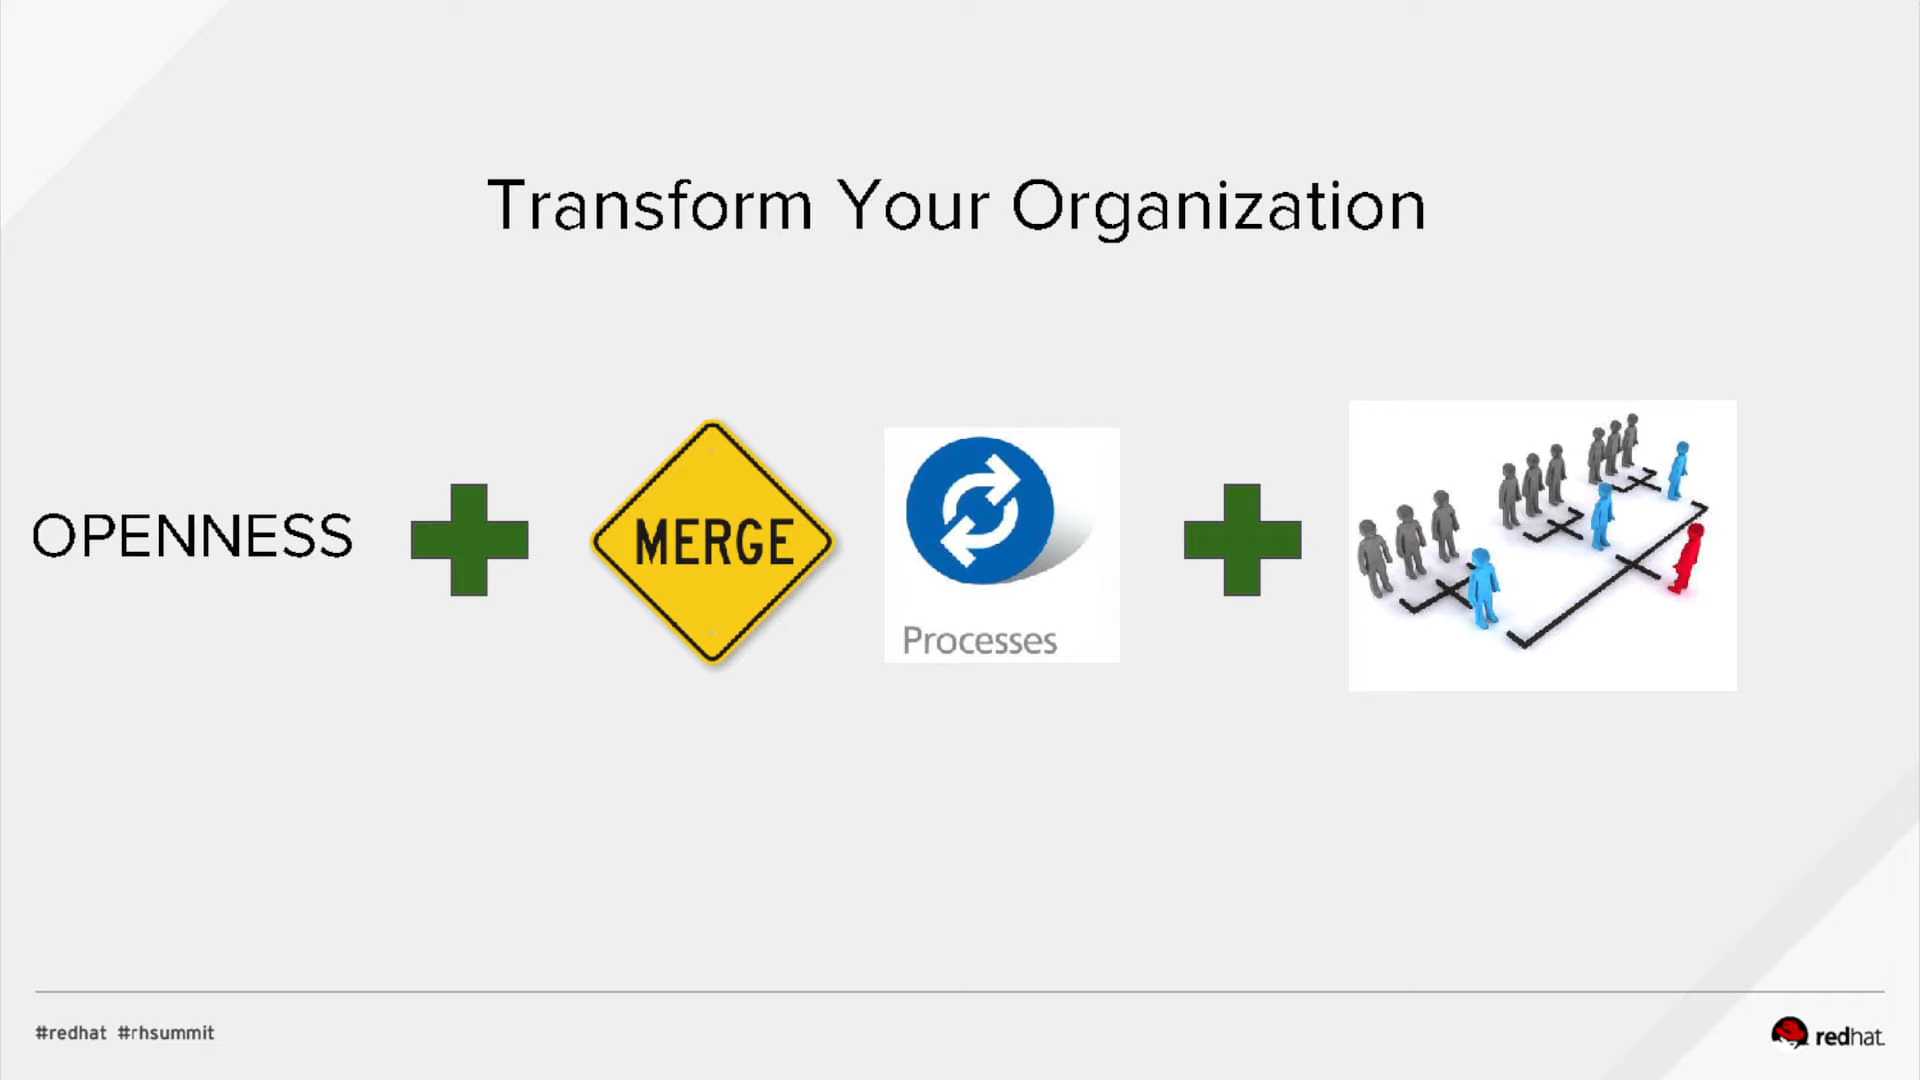 Transform Your Organization
OPENNESS
MERGE
Processes
#redhat #rhsummit
redhat